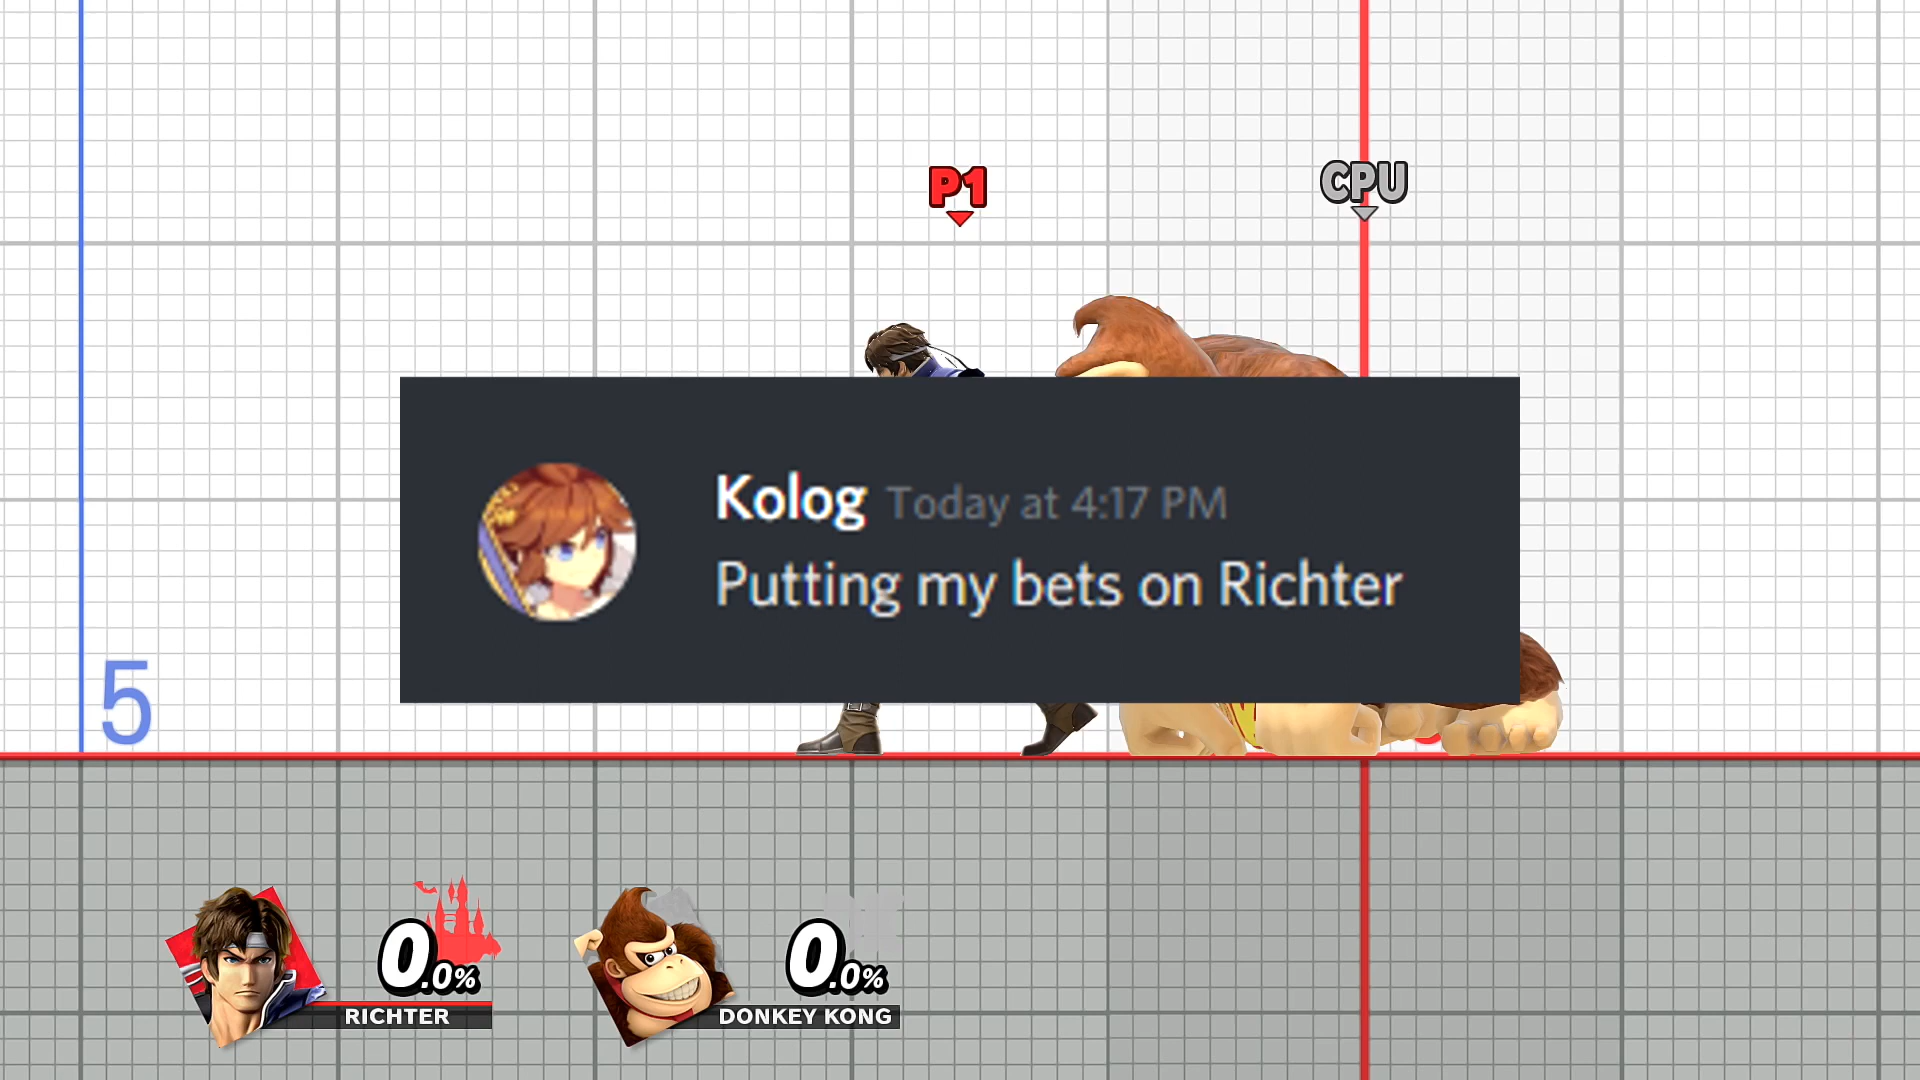 P1
CPU
Kolog Today at 4:17 PM
Putting my bets on Richter
5
0.0%
RICHTER
0.0%
DONKEY KONG